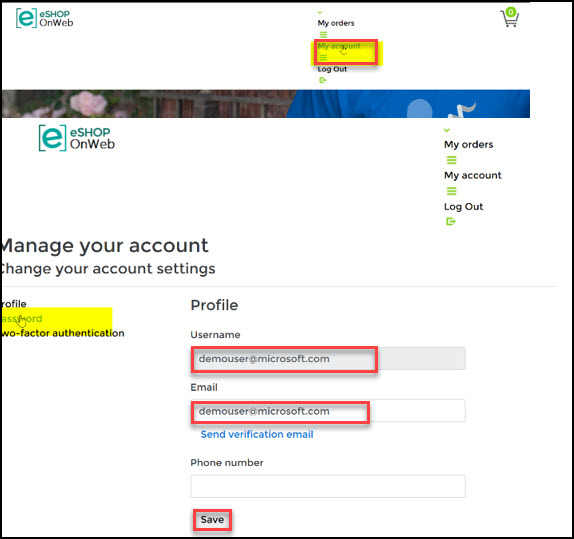 eSHOP
OnWeb
My orders
0
My account
Log Out
eSHOP
OnWeb
My orders
My account
Log Out
Manage your account
Change your account settings
rofile
assword
wo-factor authentication
Profile
Username
demouser@microsoft.com
Email
demouser@microsoft.com
Send verification email
Phone number
Save